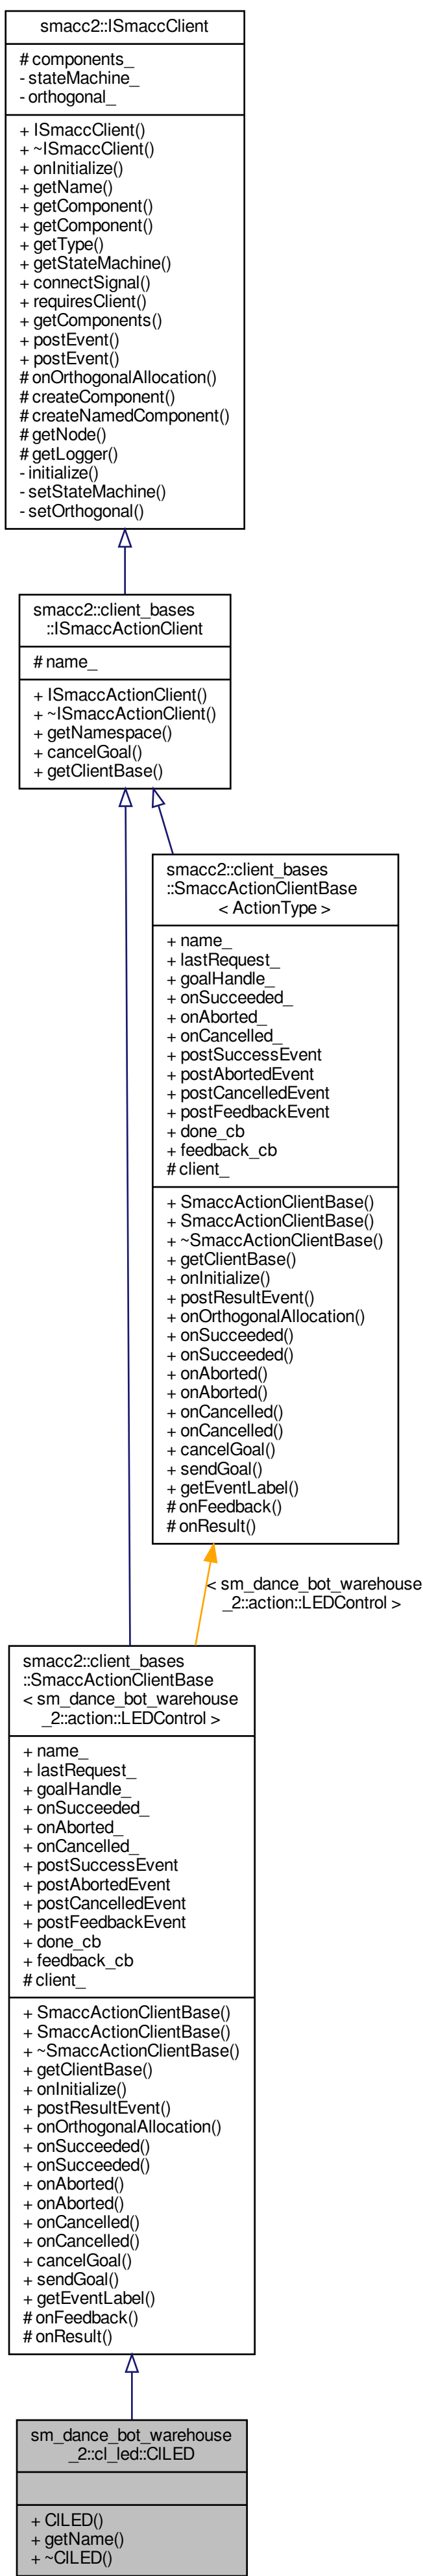 smacc2::ISmaccClient
# components_
- stateMachine_
- orthogonal_
+ ISmaccClient()
+ ~ISmaccClient()
+ onInitialize()
+ getName()
+ getComponent()
+ getComponent()
+ getType()
+ getStateMachine()
+ connectSignal()
+ requiresClient()
+ getComponents()
+ postEvent()
+ postEvent()
# onOrthogonalAllocation()
# createComponent()
# createNamedComponent()
# getNode()
# getLogger()
- initialize()
- setStateMachine()
- setOrthogonal()
smacc2::client_bases
::ISmaccActionClient
# name_
+ ISmaccActionClient()
+ ~ISmaccActionClient()
+ getNamespace()
+ cancelGoal()
+ getClientBase()
smacc2::client_bases
::SmaccActionClientBase
< ActionType >
+ name_
+ lastRequest_
+ goalHandle_
+ onSucceeded_
+ onAborted_
+ onCancelled_
+ postSuccessEvent
+ postAbortedEvent
+ postCancelledEvent
+ postFeedbackEvent
+ done_cb
+ feedback_cb
# client_
+ SmaccActionClientBase()
+ SmaccActionClientBase()
+ ~SmaccActionClientBase()
+ getClientBase()
+ onInitialize()
+ postResultEvent()
+ onOrthogonalAllocation()
+ onSucceeded()
+ onSucceeded()
+ onAborted()
+ onAborted()
+ onCancelled()
+ onCancelled()
+ cancelGoal()
+ sendGoal()
+ getEventLabel()
# onFeedback()
# onResult()
< sm_dance_bot_warehouse
_2::action::LEDControl >
smacc2::client_bases
::SmaccActionClientBase
< sm_dance_bot_warehouse
_2::action::LEDControl >
+ name_
+ lastRequest_
+ goalHandle_
+ onSucceeded_
+ onAborted_
+ onCancelled_
+ postSuccessEvent
+ postAbortedEvent
+ postCancelledEvent
+ postFeedbackEvent
+ done_cb
+ feedback_cb
# client_
+ SmaccActionClientBase()
+ SmaccActionClientBase()
+ ~SmaccActionClientBase()
+ getClientBase()
+ onInitialize()
+ postResultEvent()
+ onOrthogonalAllocation()
+ onSucceeded()
+ onSucceeded()
+ onAborted()
+ onAborted()
+ onCancelled()
+ onCancelled()
+ cancelGoal()
+ sendGoal()
+ getEventLabel()
# onFeedback()
# onResult()
sm_dance_bot_warehouse
_2::cl_led::ClLED
+ ClLED()
+ getName()
+ ~ClLED()